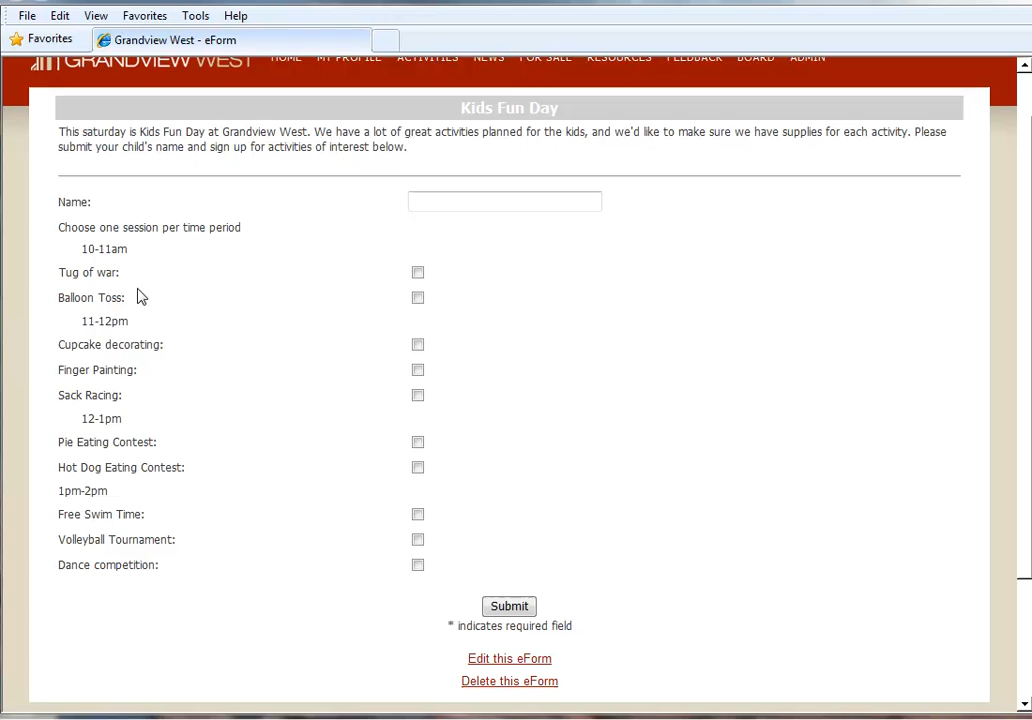 File Edit View Favorites Tools Help
Favorites Grandview West - eForm
GRANDVIEW WEST HOME MY PROFILE ACTIVITIES NEWS FOR SALE RESOURCES FEEDBACK BOARD ADMIN
Kids Fun Day
This saturday is Kids Fun Day at Grandview West. We have a lot of great activities planned for the kids, and we'd like to make sure we have supplies for each activity. Please
submit your child's name and sign up for activities of interest below.
Name:
Choose one session per time period
10-11am
Tug of war:
Balloon Toss:
11-12pm
Cupcake decorating:
Finger Painting:
Sack Racing:
12-1pm
Pie Eating Contest:
Hot Dog Eating Contest:
1pm-2pm
Free Swim Time:
Volleyball Tournament:
Dance competition:
Submit
* indicates required field
Edit this eForm
Delete this eForm